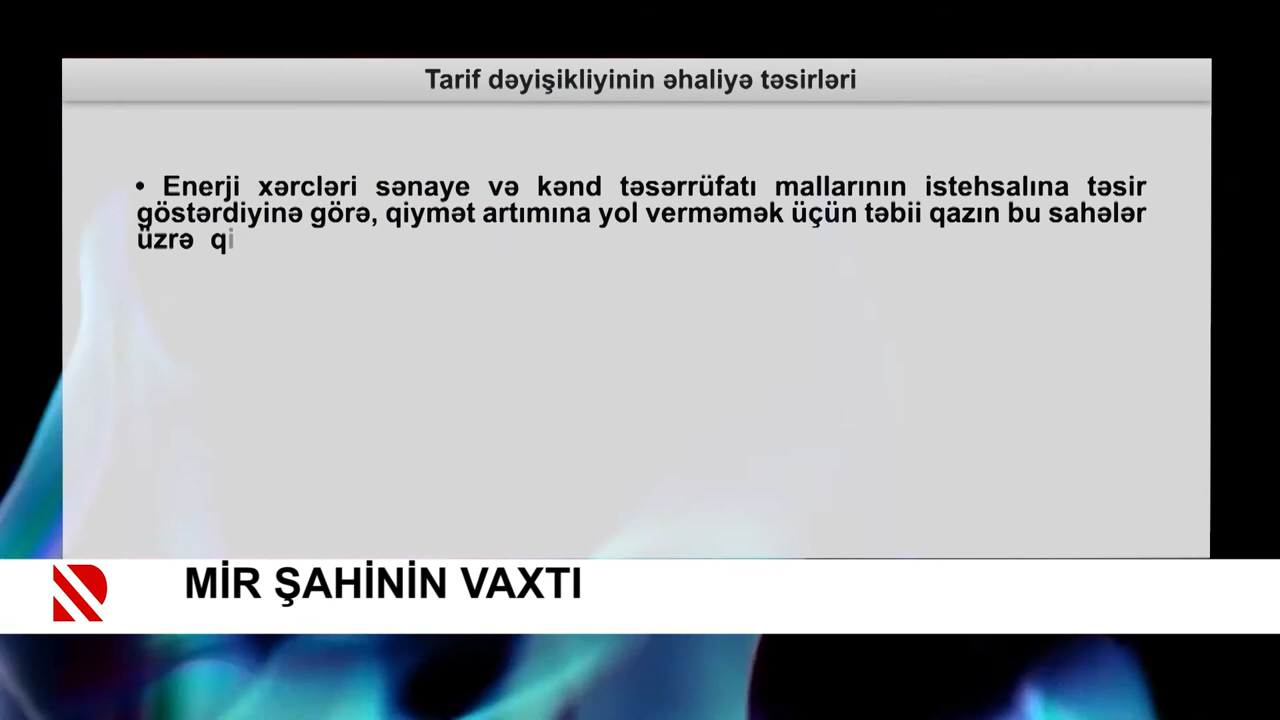 Tarif dəyişikliyinin əhaliyə təsirləri
• Enerji xərcləri sənaye və kənd təsərrüfatı mallarının istehsalına təsir
göstərdiyinə görə, qiymət artımına yol verməmək üçün təbii qazın bu sahələr
üzrə qi
MİR ŞAHİNİN VAXTI